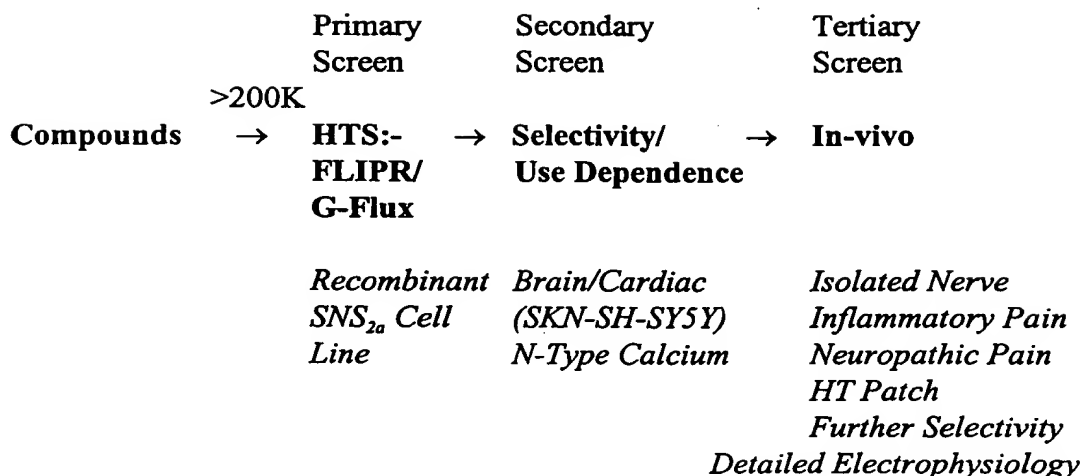 Primary Secondary Tertiary
Screen Screen Screen
>200K
Compounds → HTS:- → Selectivity/ → In-vivo
FLIPR/ Use Dependence
G-Flux
Recombinant Brain/Cardiac Isolated Nerve
SNS2a Cell (SKN-SH-SY5Y) Inflammatory Pain
Line N-Type Calcium Neuropathic Pain
HT Patch
Further Selectivity
Detailed Electrophysiology